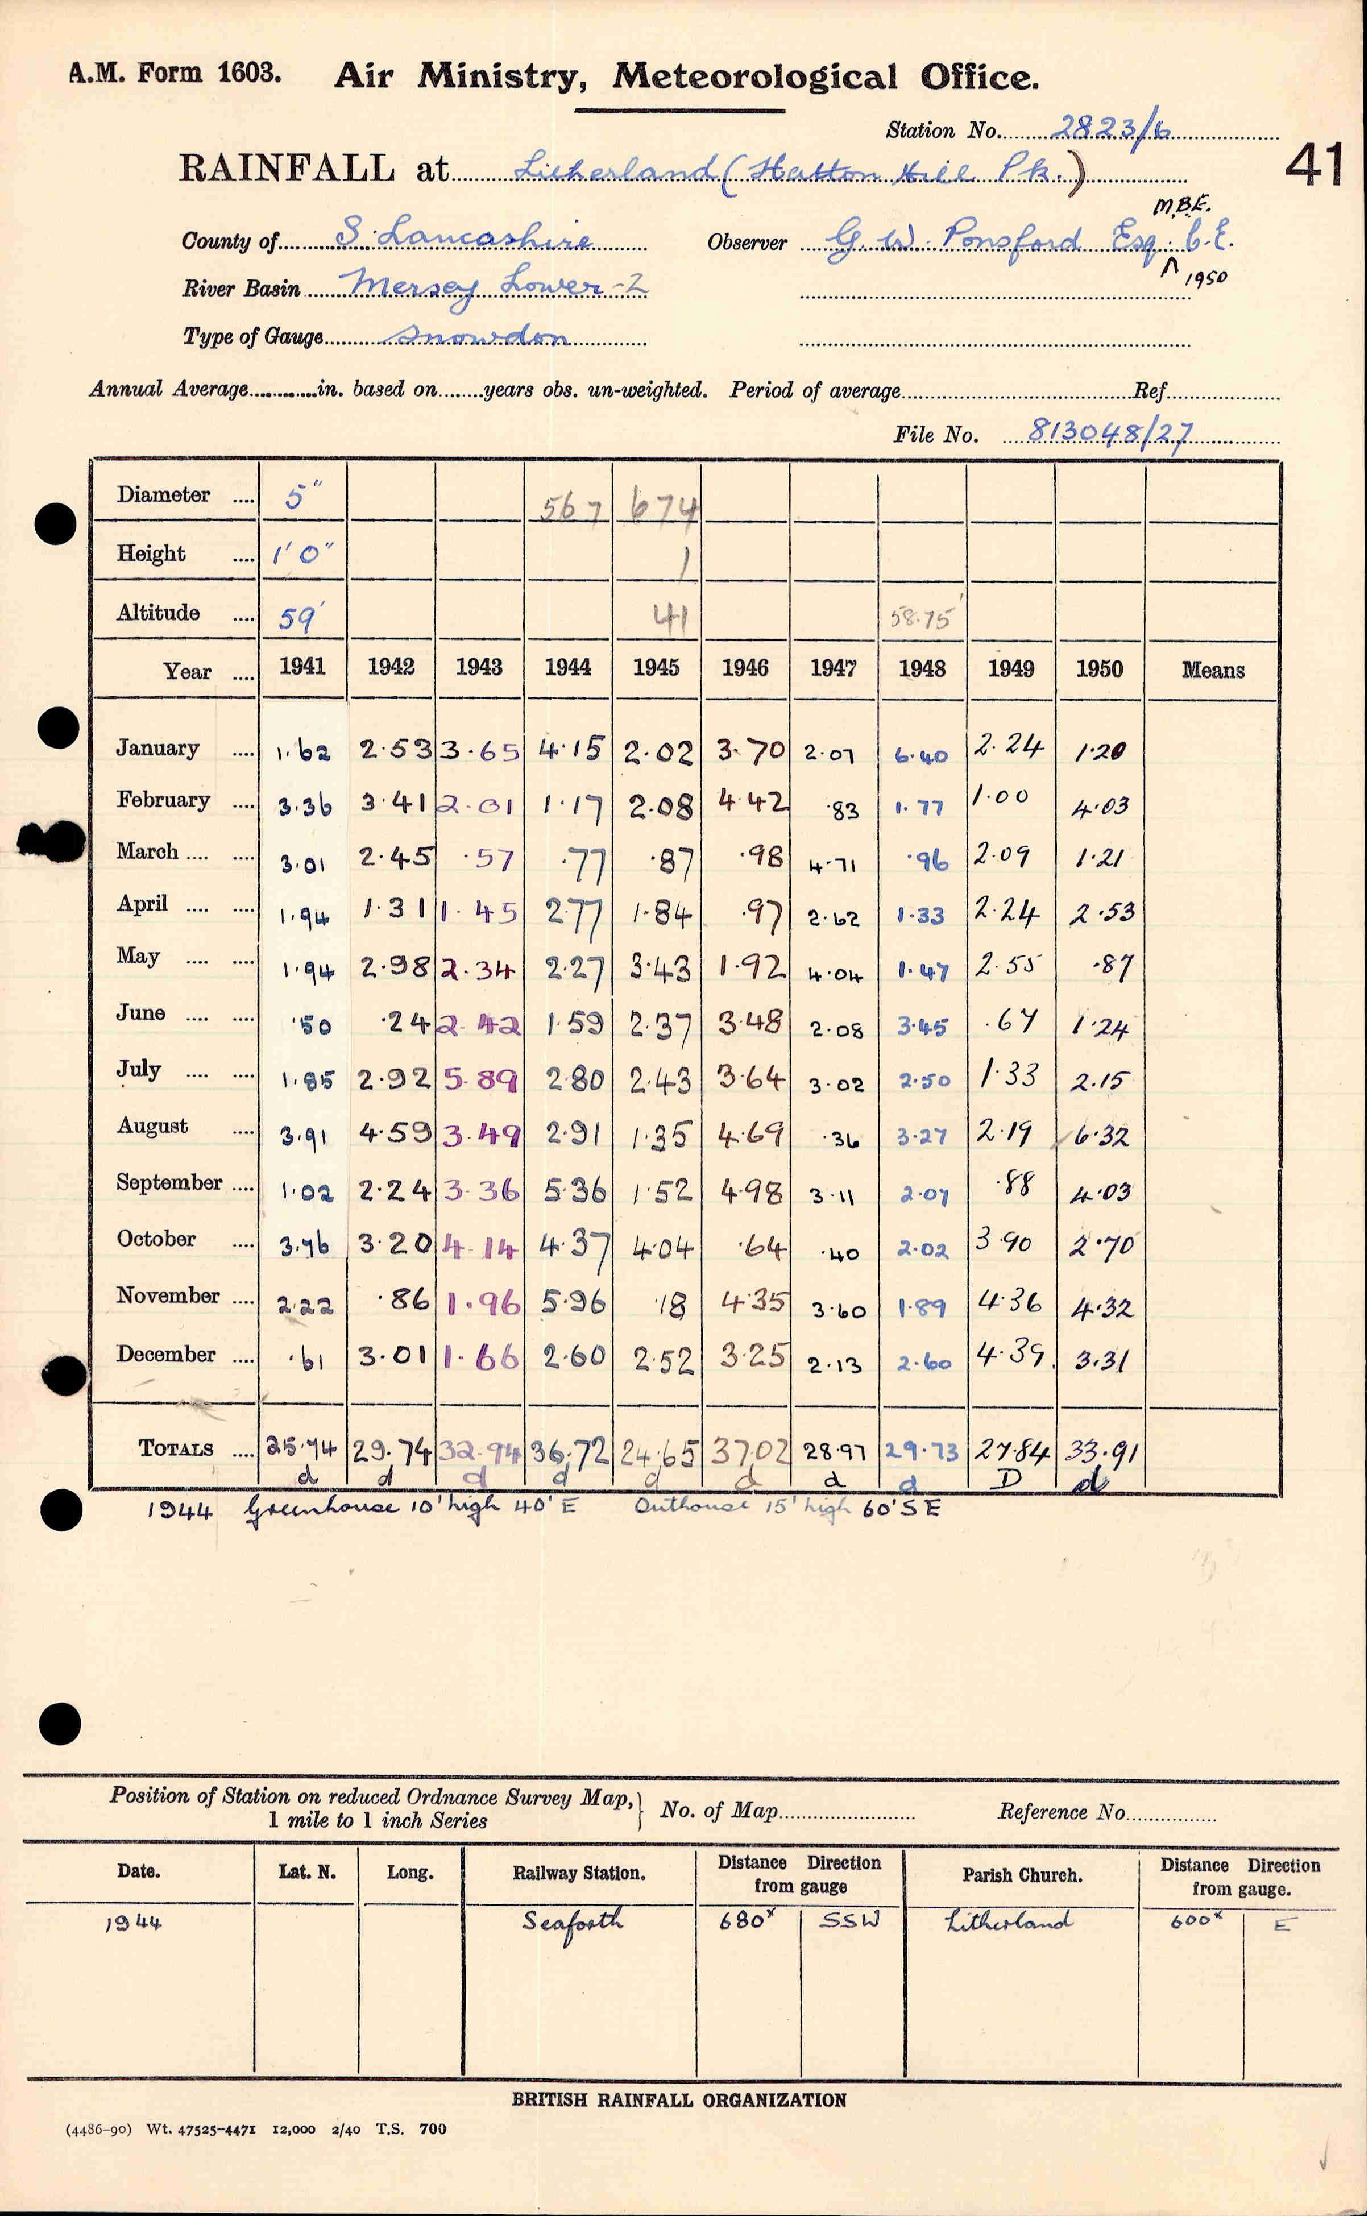 A.M. Form 1603. Air Ministry, Meteorological Office.
Station No. 2823/6
41
RAINFALL at Litherland (Hatton Hill Pk.)
M.B.E.
County of S. Lancashire Observer G. W. Ponsford Esq. C.E.
1950
River Basin Mersey Lower-2
Type of Gauge Snowdon
Annual Average............in. based on........years obs. un-weighted. Period of average Ref.
File No. 813048/27
Diameter .... 5" 567 674
Height .... 1' 0" 1
Altitude .... 59' 41 58.75'
Year .... 1941 1942 1943 1944 1945 1946 1947 1948 1949 1950 Means
January .... 1.62 2.53 3.65 4.15 2.02 3.70 2.07 6.40 2.24 1.20
February .... 3.36 3.41 2.01 1.17 2.08 4.42 .83 1.77 1.00 4.03
March .... .... 3.01 2.45 .57 .77 .87 .98 4.71 .96 2.09 1.21
April .... .... 1.94 1.31 1.45 2.77 1.84 .97 2.62 1.33 2.24 2.53
May .... .... 1.94 2.98 2.34 2.27 3.43 1.92 4.04 1.47 2.55 .87
June .... .... .50 .24 2.42 1.59 2.37 3.48 2.08 3.45 .67 1.24
July .... .... 1.85 2.92 5.89 2.80 2.43 3.64 3.02 2.50 1.33 2.15
August .... 3.91 4.59 3.49 2.91 1.35 4.69 .36 3.27 2.19 6.32
September .... 1.02 2.24 3.36 5.36 1.52 4.98 3.11 2.07 .88 4.03
October .... 3.76 3.20 4.14 4.37 4.04 .64 .40 2.02 3.90 2.70
November .... 2.22 .86 1.96 5.96 .18 4.35 3.60 1.89 4.36 4.32
December .... .61 3.01 1.66 2.60 2.52 3.25 2.13 2.60 4.39 3.31
TOTALS .... 25.74 29.74 32.94 36.72 24.65 37.02 28.97 29.73 27.84 33.91
d d d d d d d d D d
1944 Greenhouse 10' high 40' E Outhouse 15' high 60' SE
Position of Station on reduced Ordnance Survey Map, 1 mile to 1 inch Series } No. of Map Reference No.
Date. Lat. N. Long. Railway Station. Distance Direction from gauge Parish Church. Distance Direction from gauge.
1944 Seaforth 680x SSW Litherland 600x E
BRITISH RAINFALL ORGANIZATION
(4486-90) Wt. 47525-4471 12,000 2/40 T.S. 700